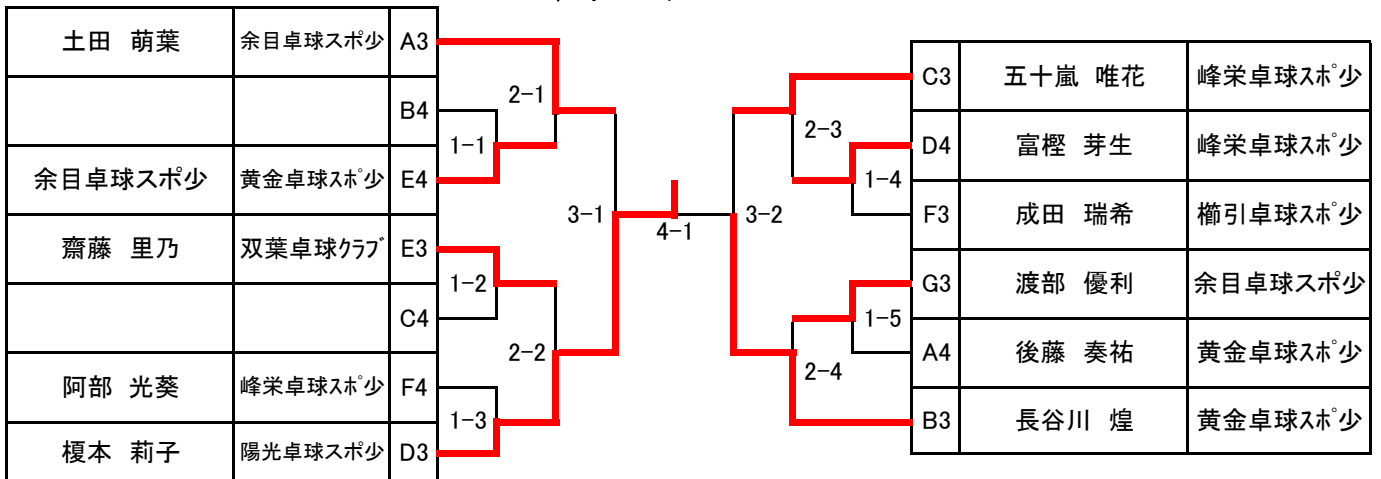 土田 萌葉 余目卓球スポ少 A3
B4
余目卓球スポ少 黄金卓球スポ少 E4
齋藤 里乃 双葉卓球クラブ E3
C4
阿部 光葵 峰栄卓球スポ少 F4
榎本 莉子 陽光卓球スポ少 D3
2-1
1-1
1-2
2-2
1-3
3-1
4-1
3-2
2-3
1-4
1-5
2-4
C3 五十嵐 唯花 峰栄卓球スポ少
D4 富樫 芽生 峰栄卓球スポ少
F3 成田 瑞希 櫛引卓球スポ少
G3 渡部 優利 余目卓球スポ少
A4 後藤 奏祐 黄金卓球スポ少
B3 長谷川 煌 黄金卓球スポ少